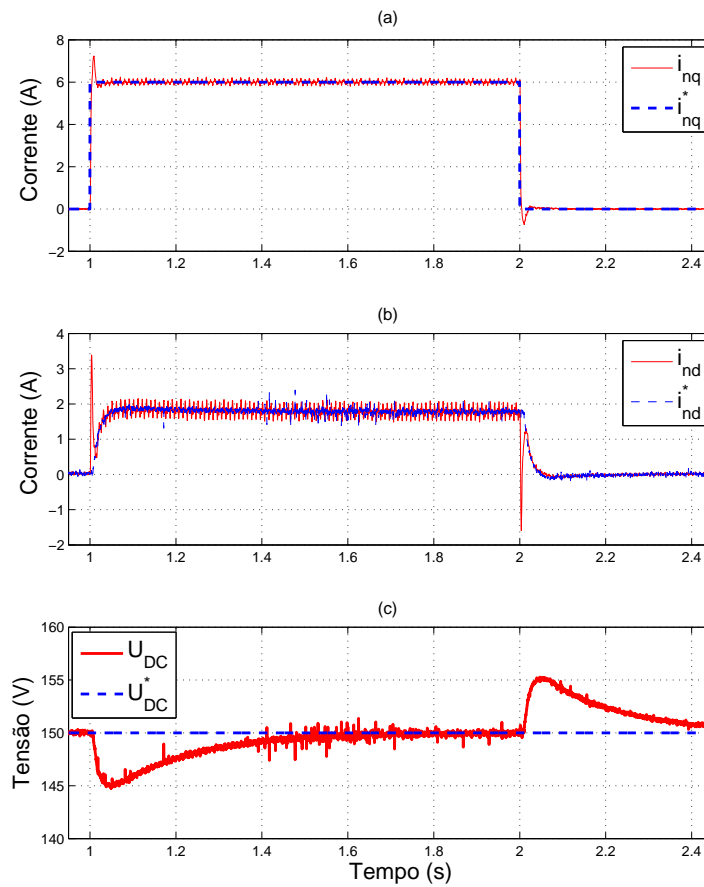 (a)
8
6
4
2
0
−2
Corrente (A)
i_nq
i*_nq
1 1.2 1.4 1.6 1.8 2 2.2 2.4
(b)
4
3
2
1
0
−1
−2
Corrente (A)
i_nd
i*_nd
1 1.2 1.4 1.6 1.8 2 2.2 2.4
(c)
160
155
150
145
140
Tensão (V)
U_DC
U*_DC
1 1.2 1.4 1.6 1.8 2 2.2 2.4
Tempo (s)